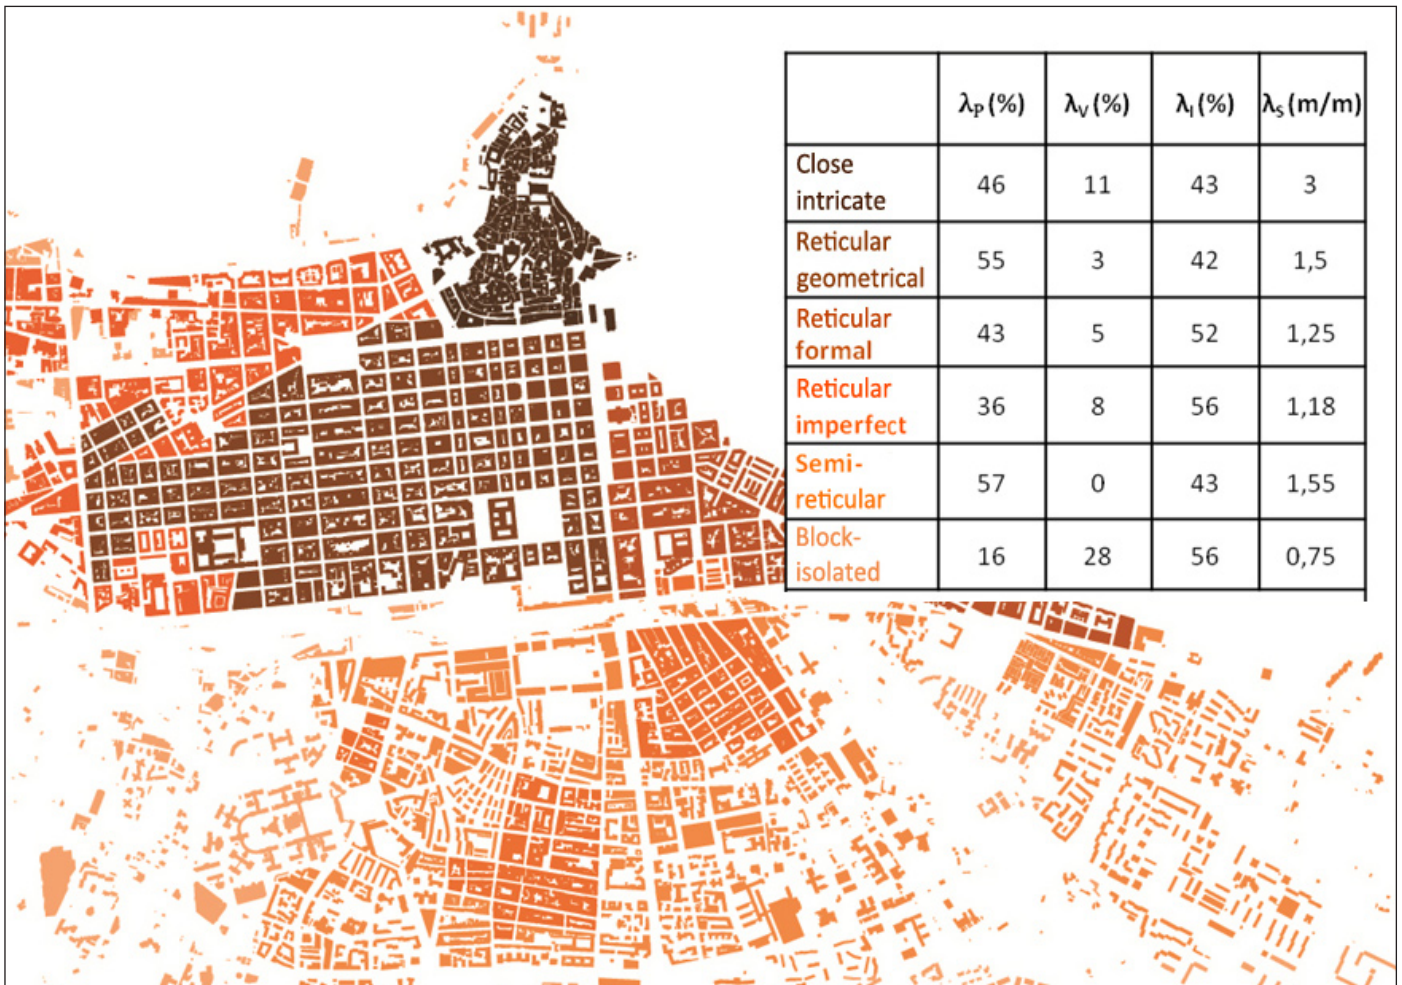 λP (%) λV (%) λI (%) λS (m/m)
Close
intricate 46 11 43 3
Reticular
geometrical 55 3 42 1,5
Reticular
formal 43 5 52 1,25
Reticular
imperfect 36 8 56 1,18
Semi-
reticular 57 0 43 1,55
Block-
isolated 16 28 56 0,75